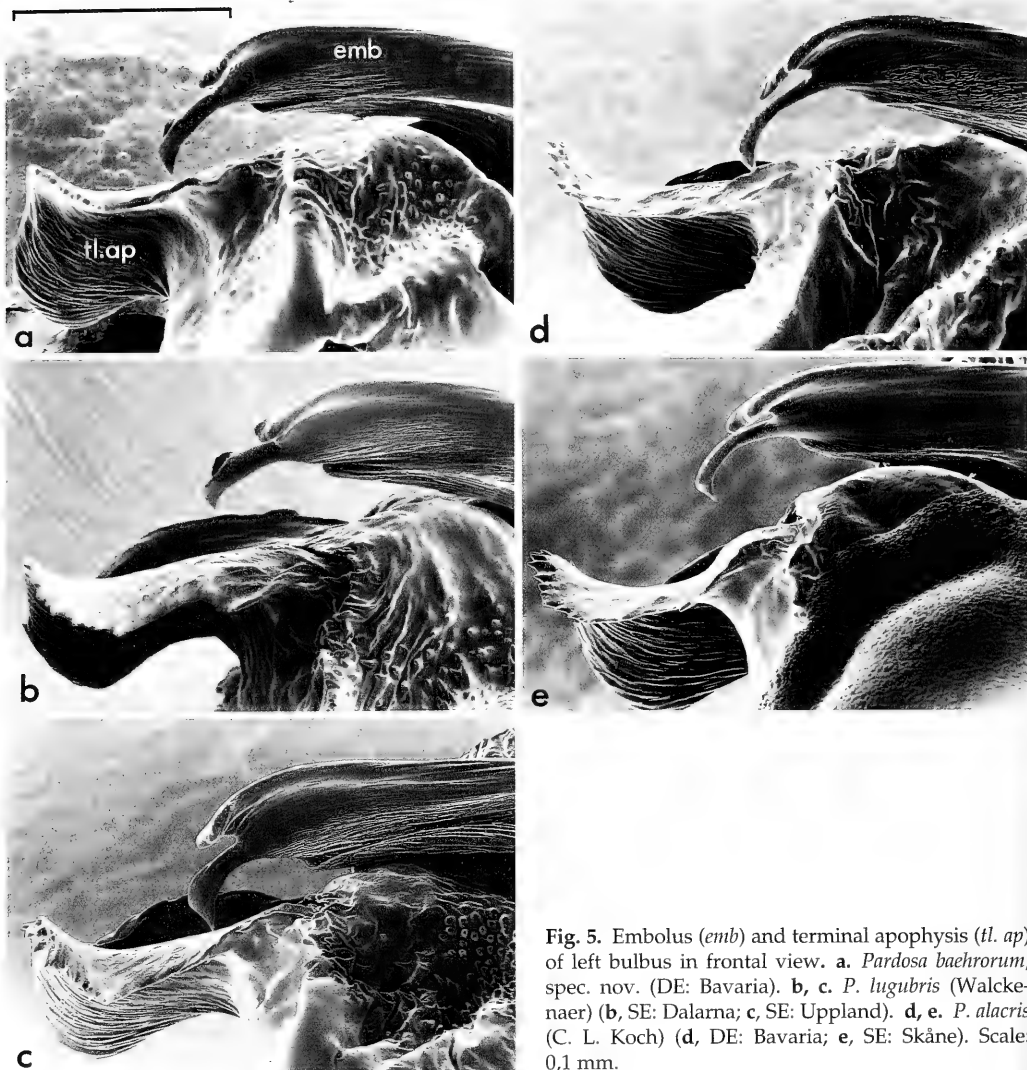 emb
tl.ap
a
d
b
e
c
Fig. 5. Embolus (emb) and terminal apophysis (tl. ap)
of left bulbus in frontal view. a. Pardosa baehrorum,
spec. nov. (DE: Bavaria). b, c. P. lugubris (Walcke-
naer) (b, SE: Dalarna; c, SE: Uppland). d, e. P. alacris
(C. L. Koch) (d, DE: Bavaria; e, SE: Skåne). Scale:
0,1 mm.